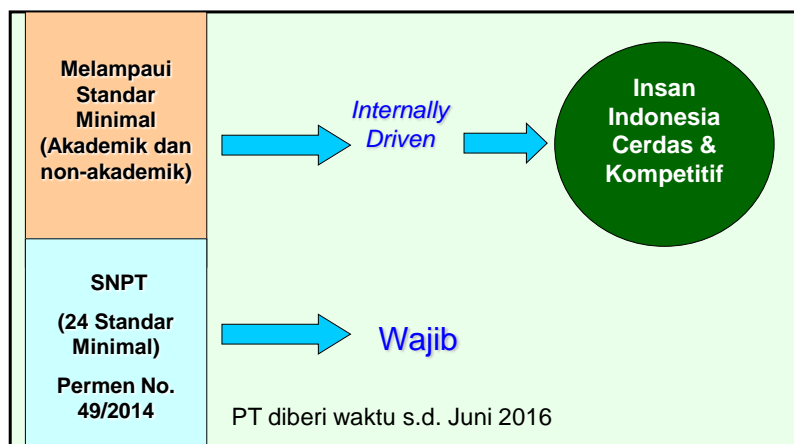 Melampaui
Standar
Minimal
(Akademik dan
non-akademik)
Internally
Driven
Insan
Indonesia
Cerdas &
Kompetitif
SNPT
(24 Standar
Minimal)
Permen No.
49/2014
Wajib
PT diberi waktu s.d. Juni 2016